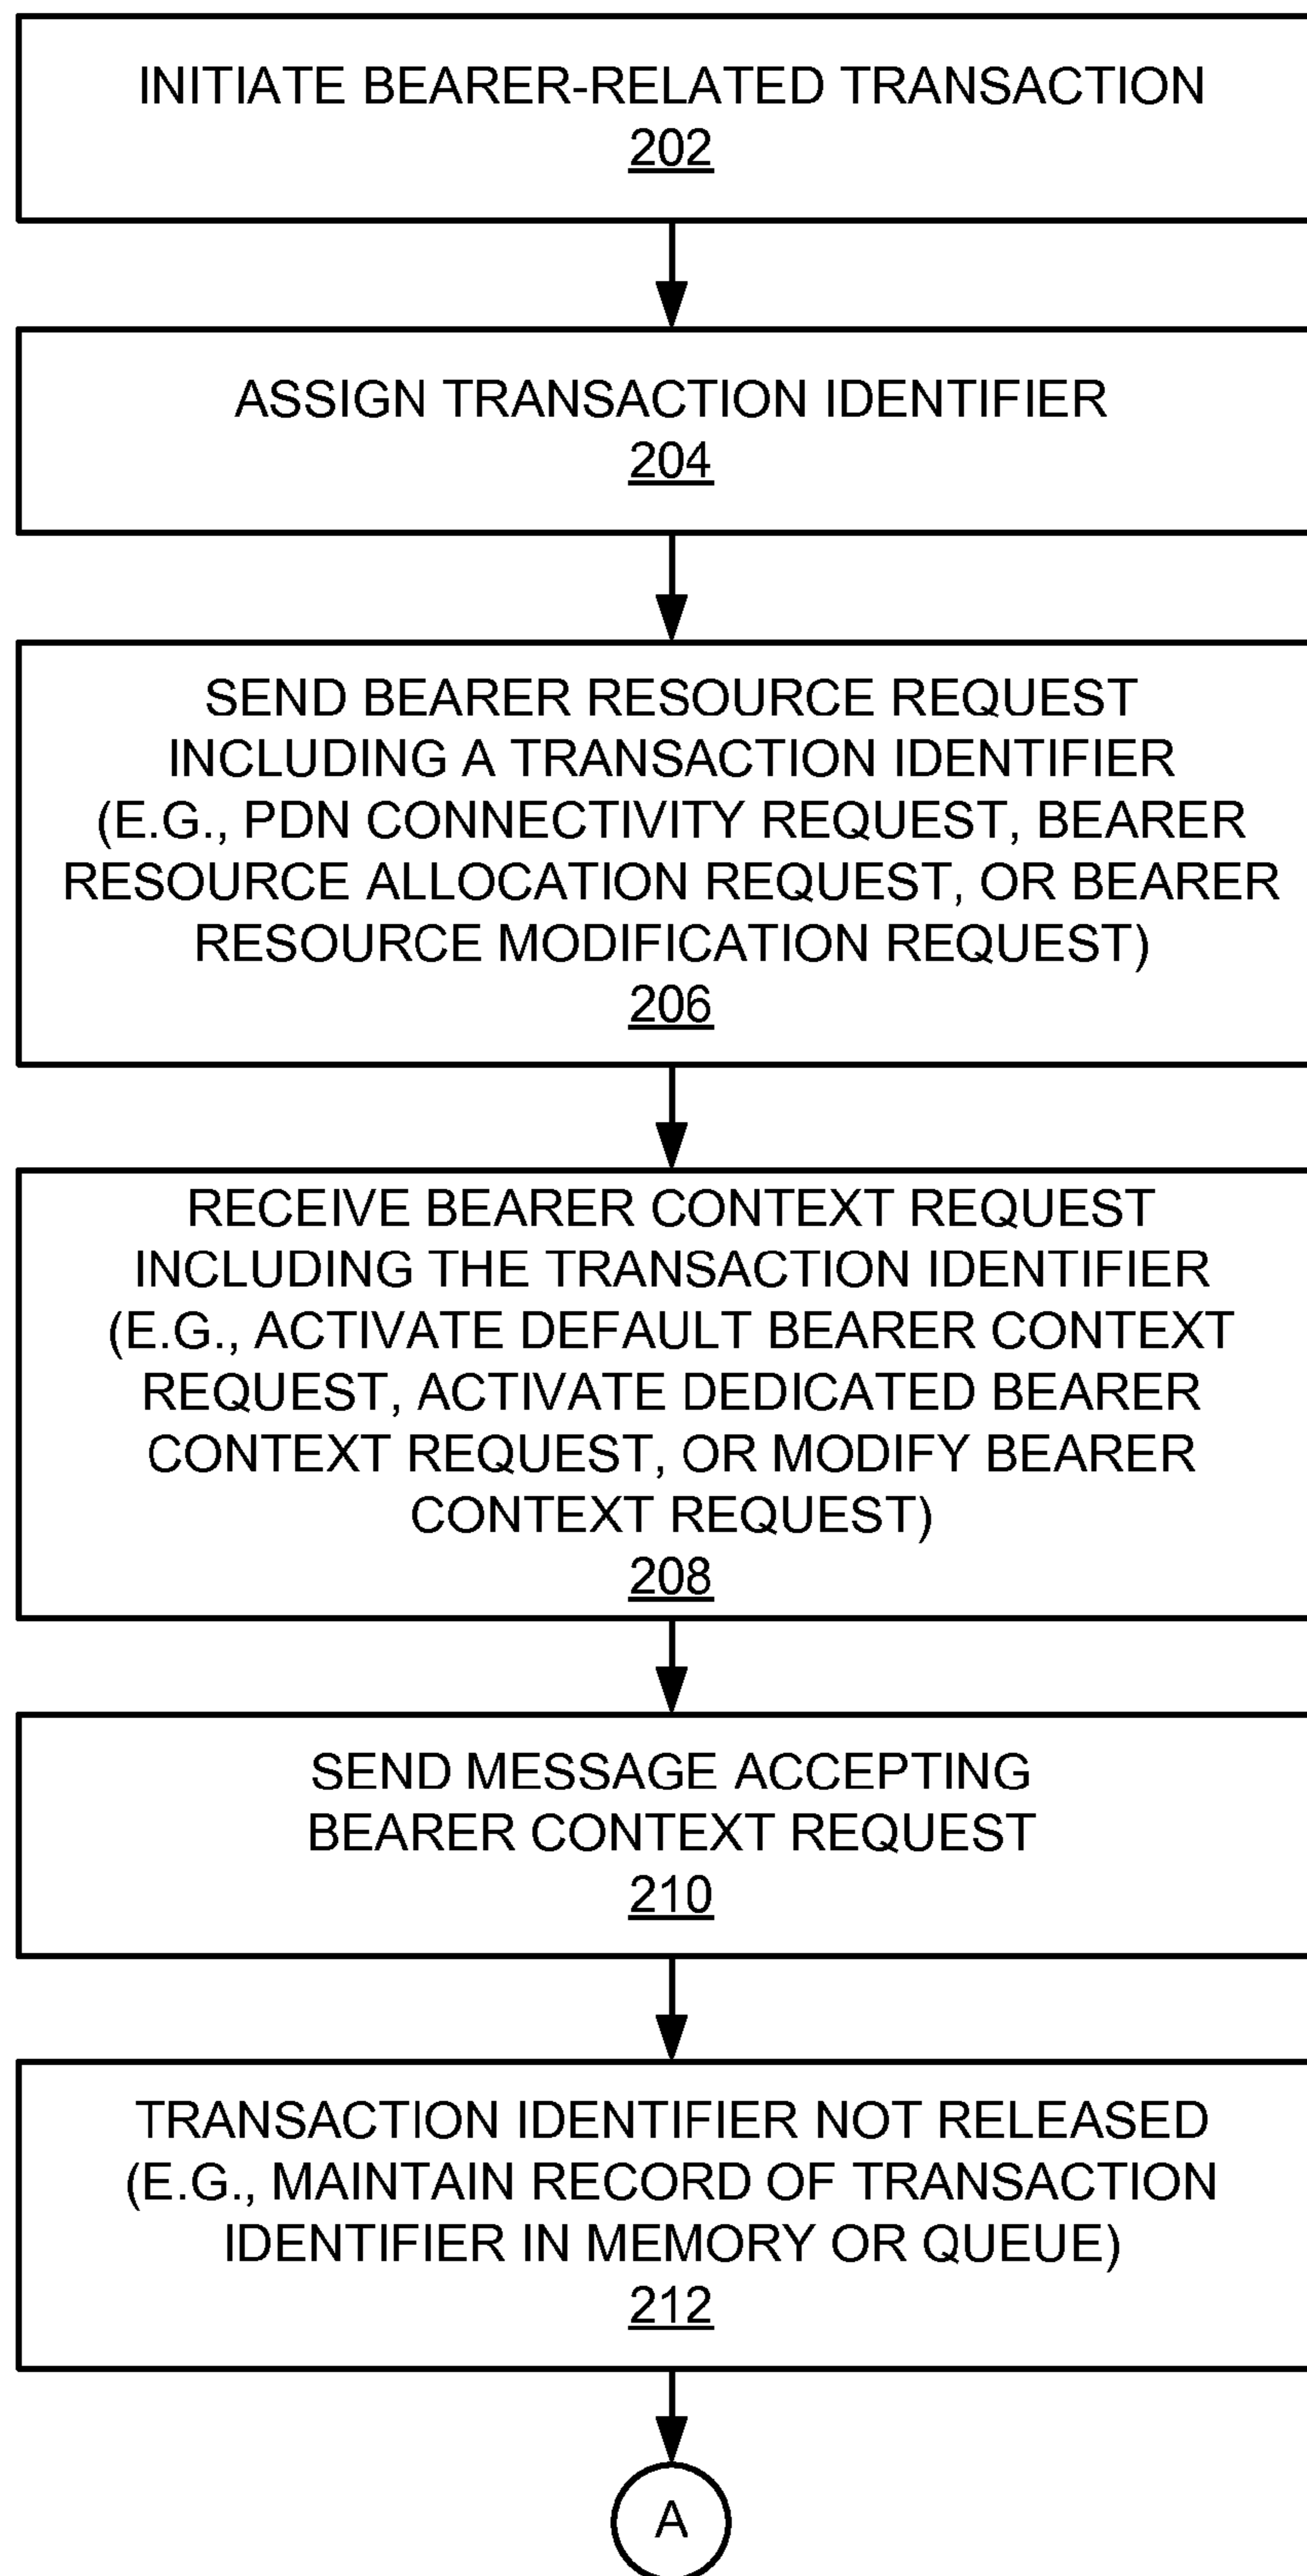 INITIATE BEARER-RELATED TRANSACTION
202
ASSIGN TRANSACTION IDENTIFIER
204
SEND BEARER RESOURCE REQUEST
INCLUDING A TRANSACTION IDENTIFIER
(E.G., PDN CONNECTIVITY REQUEST, BEARER
RESOURCE ALLOCATION REQUEST, OR BEARER
RESOURCE MODIFICATION REQUEST)
206
RECEIVE BEARER CONTEXT REQUEST
INCLUDING THE TRANSACTION IDENTIFIER
(E.G., ACTIVATE DEFAULT BEARER CONTEXT
REQUEST, ACTIVATE DEDICATED BEARER
CONTEXT REQUEST, OR MODIFY BEARER
CONTEXT REQUEST)
208
SEND MESSAGE ACCEPTING
BEARER CONTEXT REQUEST
210
TRANSACTION IDENTIFIER NOT RELEASED
(E.G., MAINTAIN RECORD OF TRANSACTION
IDENTIFIER IN MEMORY OR QUEUE)
212
A